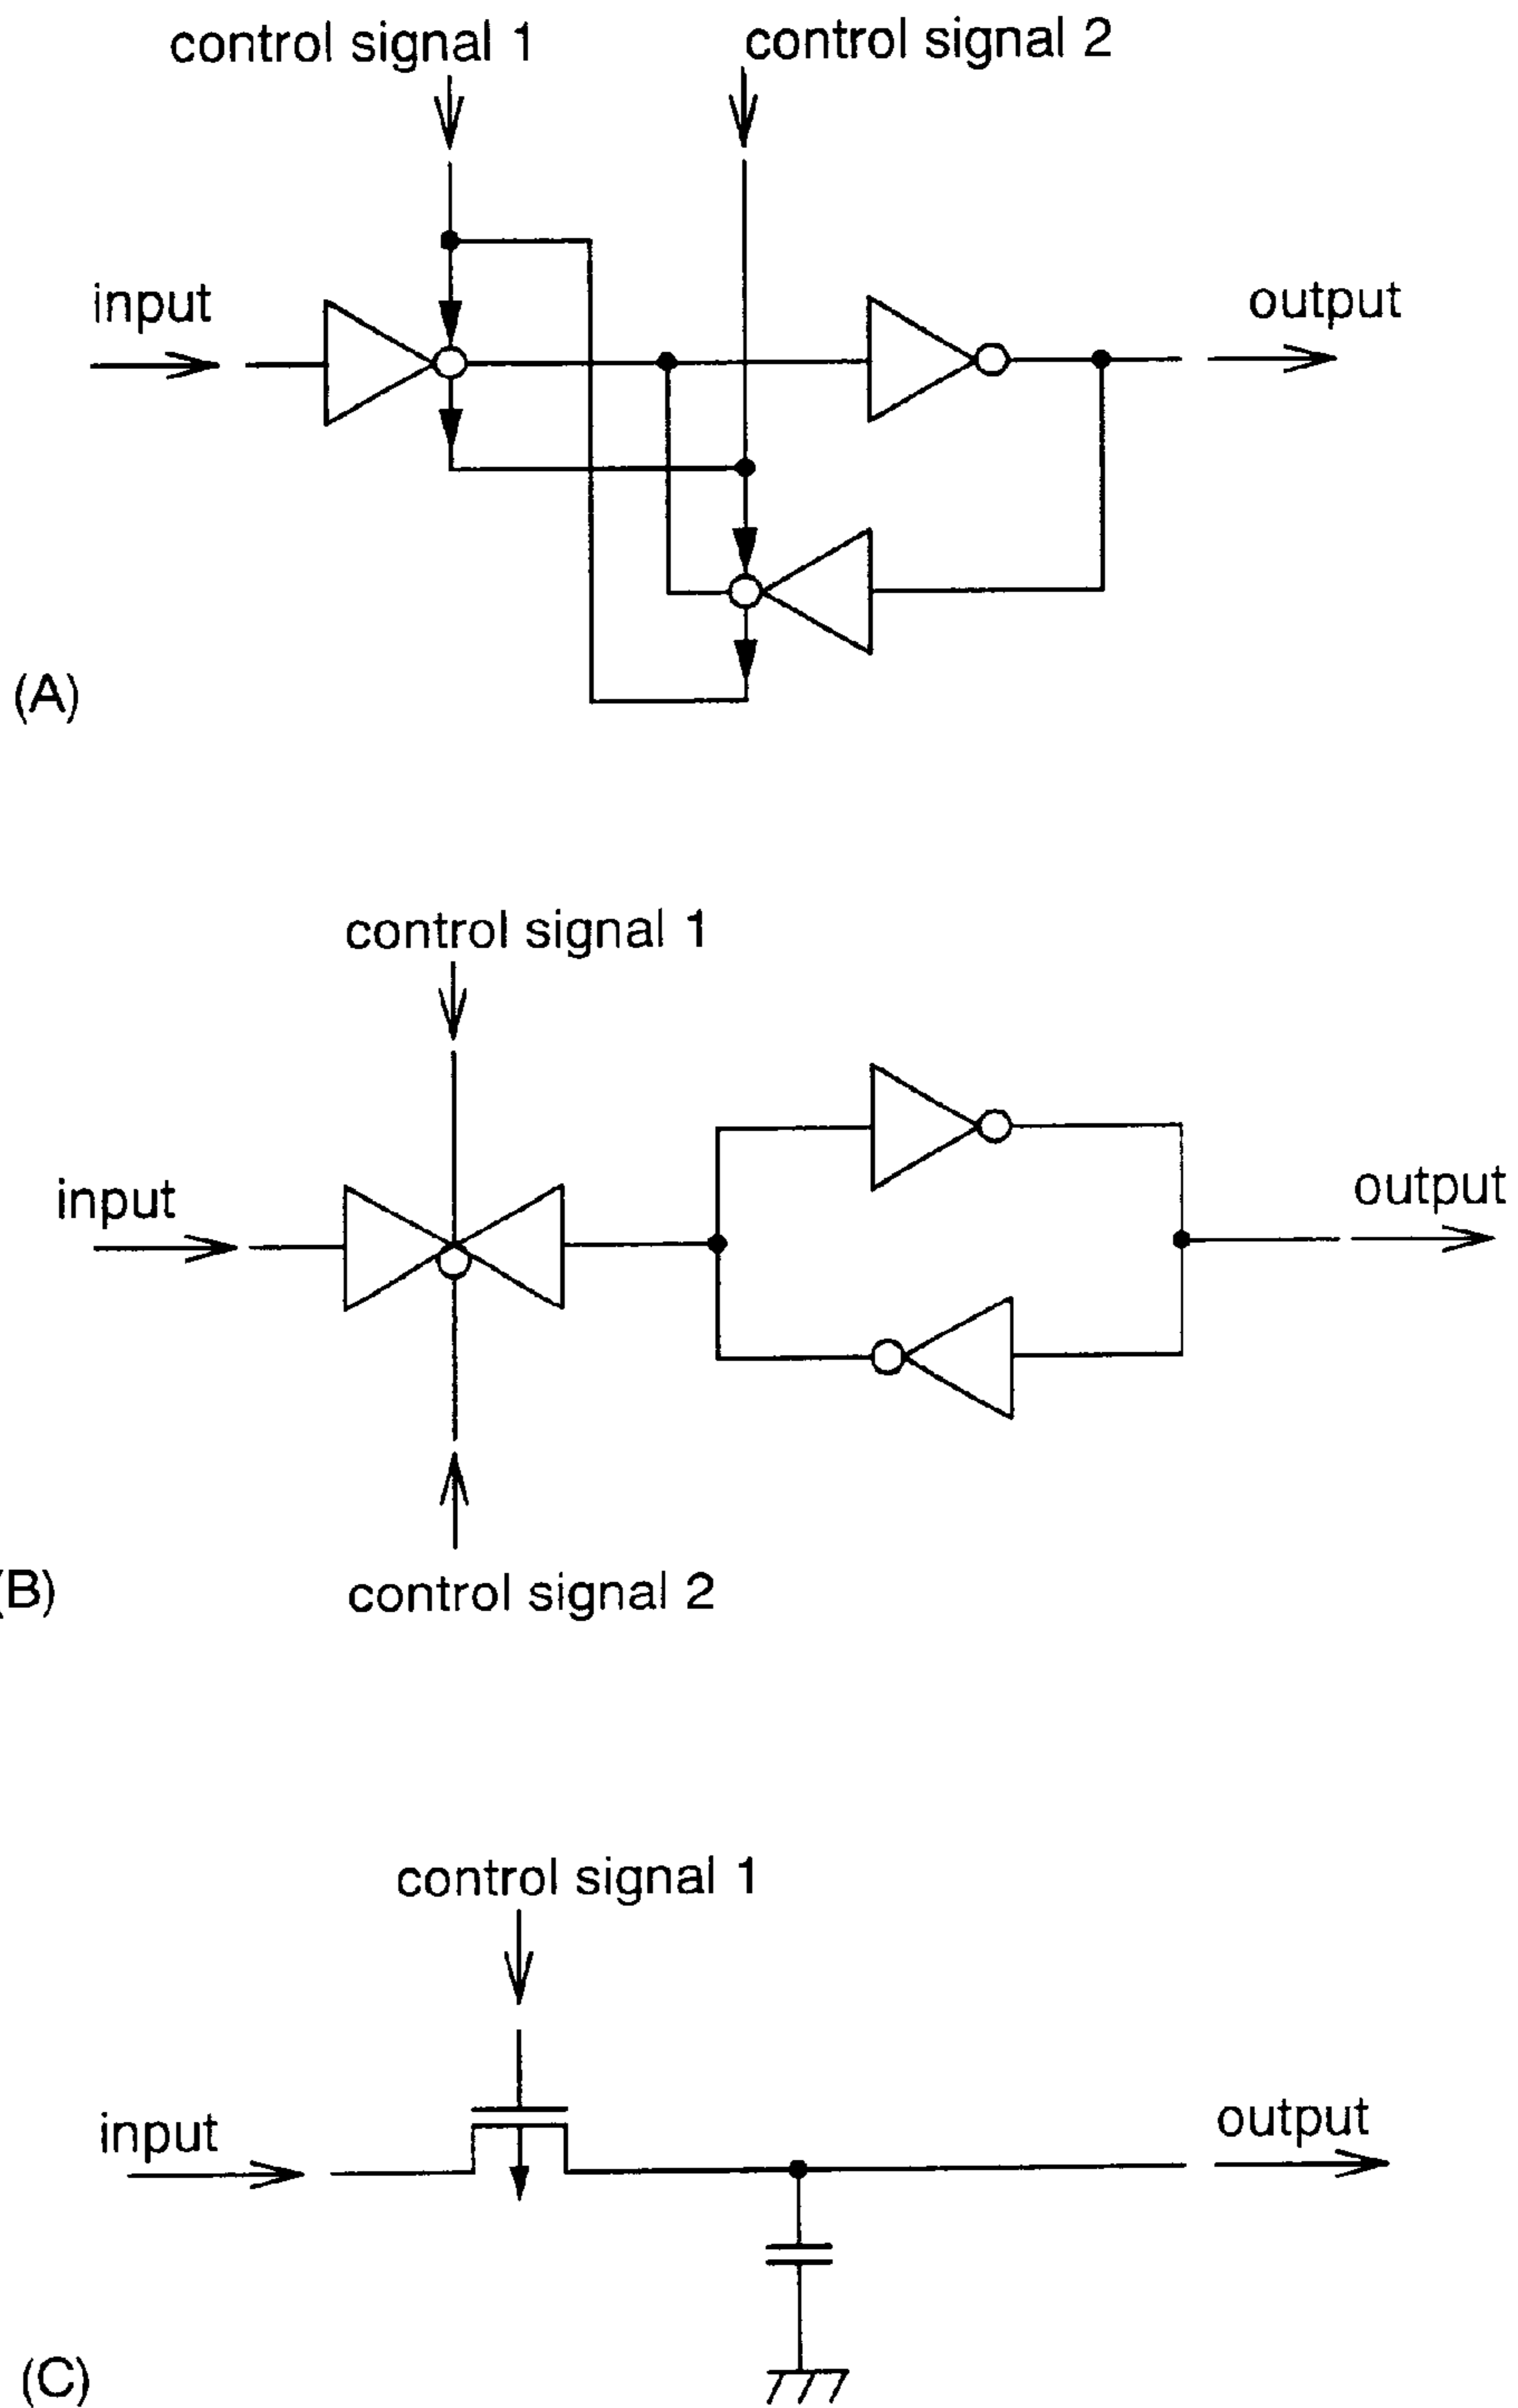 control signal 1
control signal 2
input
output
(A)
control signal 1
input
output
(B)
control signal 2
control signal 1
input
output
(C)